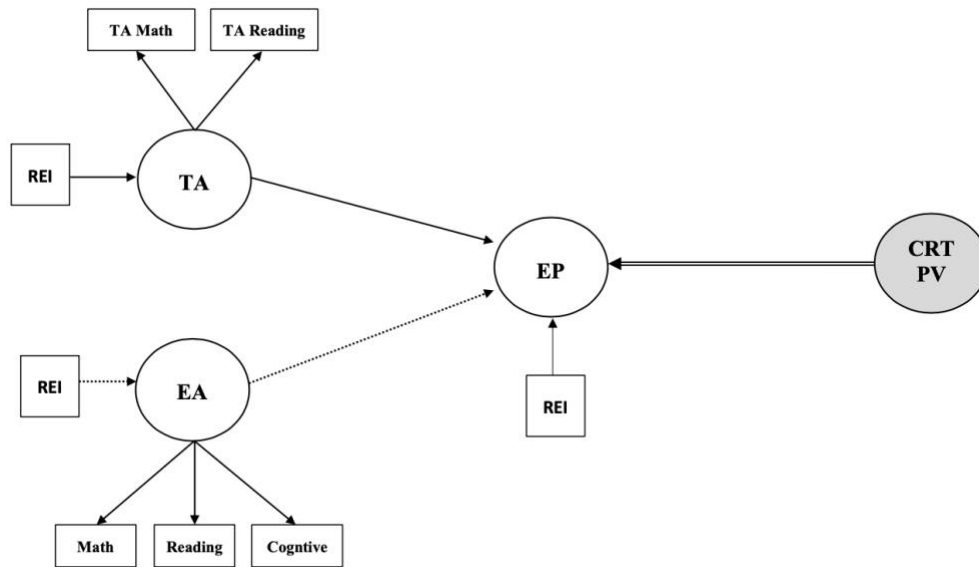 TA Math
TA Reading
REI
TA
CRT
PV
EP
REI
EA
REI
Math
Reading
Cogntive